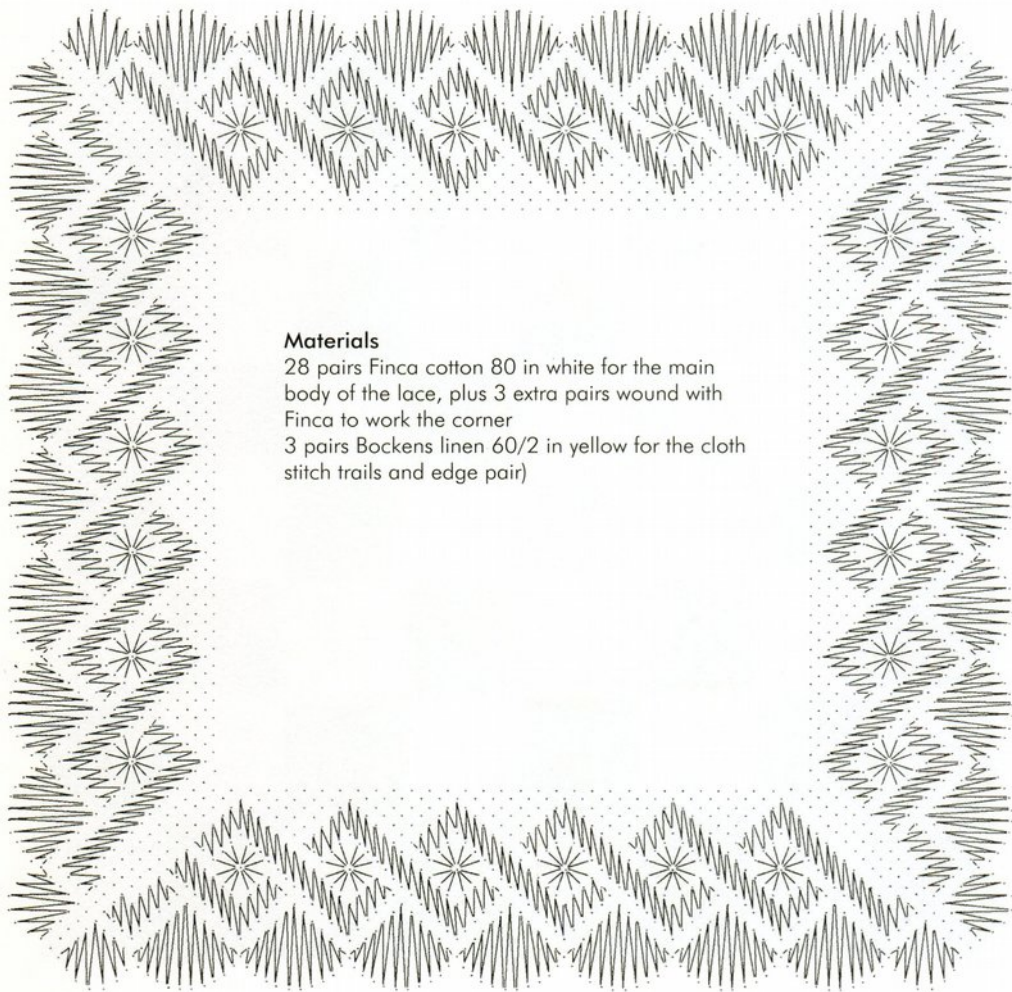 Materials
28 pairs Finca cotton 80 in white for the main
body of the lace, plus 3 extra pairs wound with
Finca to work the corner
3 pairs Bockens linen 60/2 in yellow for the cloth
stitch trails and edge pair)